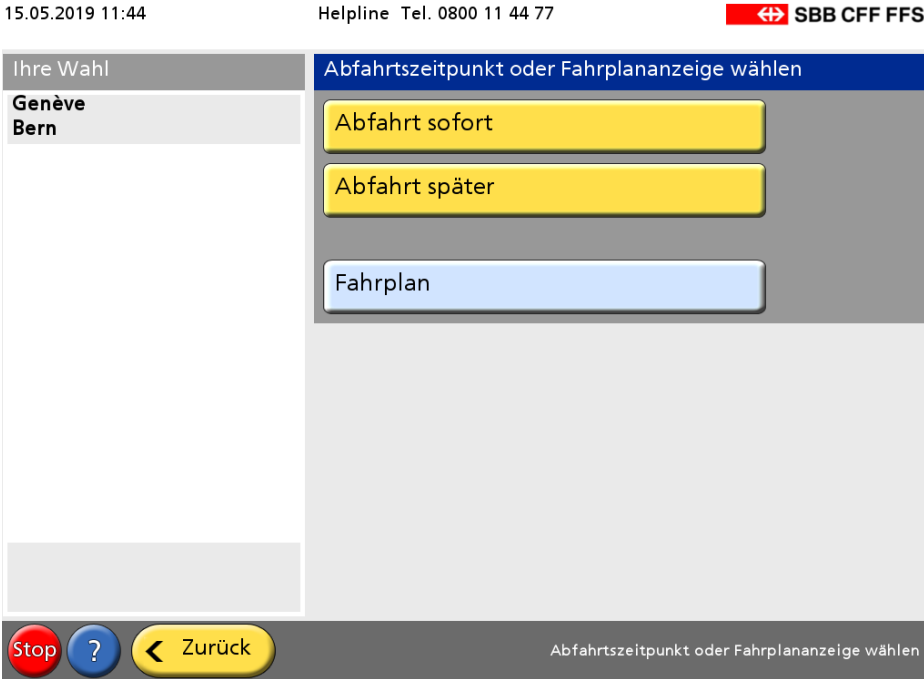 15.05.2019 11:44
Helpline Tel. 0800 11 44 77
SBB CFF FFS
Ihre Wahl
Genève
Bern
Abfahrtszeitpunkt oder Fahrplananzeige wählen
Abfahrt sofort
Abfahrt später
Fahrplan
Stop
?
Zurück
Abfahrtszeitpunkt oder Fahrplananzeige wählen